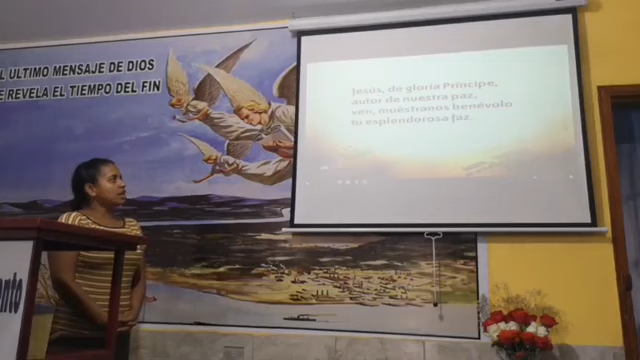 L ULTIMO MENSAJE DE DIOS
E REVELA EL TIEMPO DEL FIN
Jesús, de gloria Príncipe,
autor de nuestra paz,
ven, muéstranos benévolo
tu esplendorosa faz.
ento